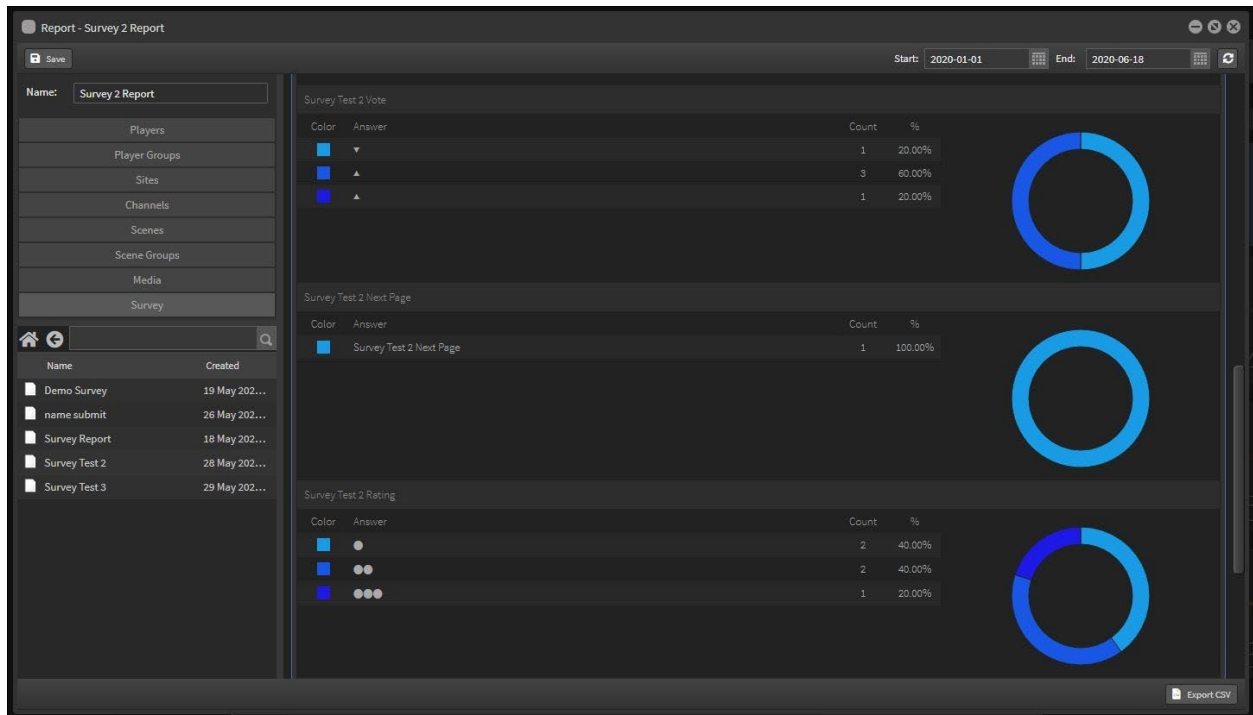 Report - Survey 2 Report
Save
Start: 2020-01-01 End: 2020-06-18
Name: Survey 2 Report
Players
Player Groups
Sites
Channels
Scenes
Scene Groups
Media
Survey
Name Created
Demo Survey 19 May 202...
name submit 26 May 202...
Survey Report 18 May 202...
Survey Test 2 28 May 202...
Survey Test 3 29 May 202...
Survey Test 2 Vote
Color Answer Count %
▼ 1 20.00%
▲ 3 60.00%
▲ 1 20.00%
Survey Test 2 Next Page
Color Answer Count %
Survey Test 2 Next Page 1 100.00%
Survey Test 2 Rating
Color Answer Count %
● 2 40.00%
●● 2 40.00%
●●● 1 20.00%
Export CSV